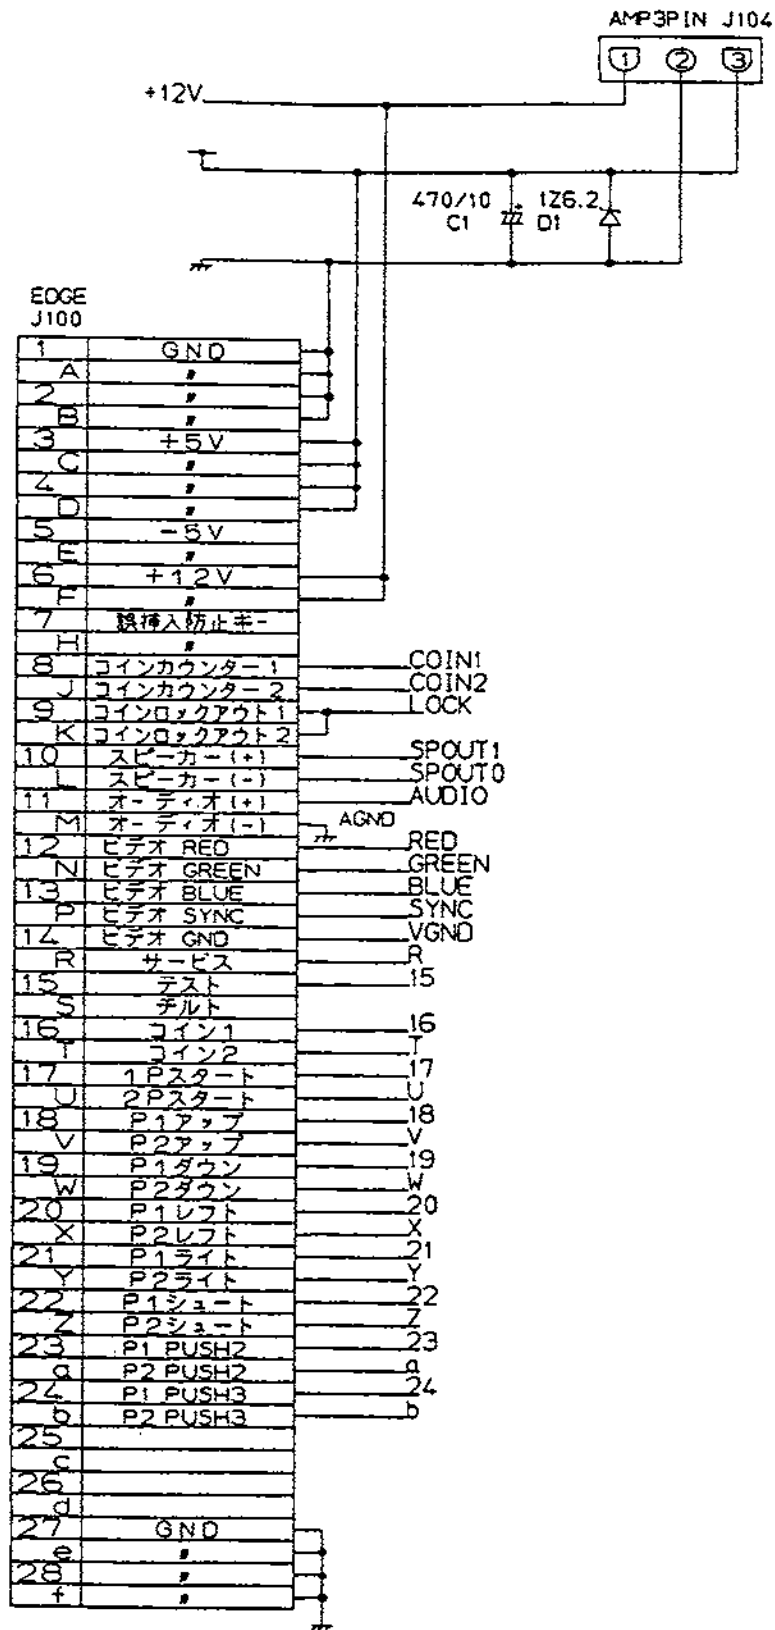 AMP3PIN J104
1 2 3
+12V
470/10 1Z6.2
C1 D1
EDGE
J100
1 GND
A 〃
2 〃
B 〃
3 +5V
C 〃
4 〃
D 〃
5 -5V
E 〃
6 +12V
F 〃
7 誤挿入防止キー
H 〃
8 コインカウンター1 COIN1
J コインカウンター2 COIN2
9 コインロックアウト1 LOCK
K コインロックアウト2
10 スピーカー(+) SPOUT1
L スピーカー(-) SPOUT0
11 オーディオ(+) AUDIO
M オーディオ(-) AGND
12 ビデオ RED RED
N ビデオ GREEN GREEN
13 ビデオ BLUE BLUE
P ビデオ SYNC SYNC
14 ビデオ GND VGND
R サービス R
15 テスト 15
S チルト
16 コイン1 16
T コイン2 T
17 1Pスタート 17
U 2Pスタート U
18 P1アップ 18
V P2アップ V
19 P1ダウン 19
W P2ダウン W
20 P1レフト 20
X P2レフト X
21 P1ライト 21
Y P2ライト Y
22 P1シュート 22
Z P2シュート Z
23 P1 PUSH2 23
a P2 PUSH2 a
24 P1 PUSH3 24
b P2 PUSH3 b
25
c
26
d
27 GND
e 〃
28 〃
f 〃